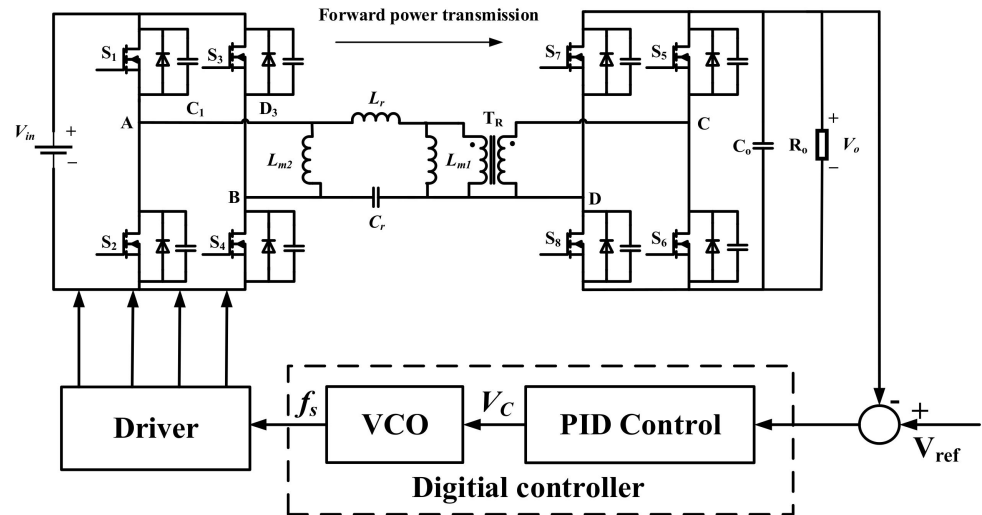 Forward power transmission
S1
S3
S7
S5
C1
D3
Lr
TR
A
C
Vin
+
−
Lm2
Lm1
Co
Ro
+
Vo
−
B
D
Cr
S2
S4
S8
S6
Driver
fs
VCO
VC
PID Control
-
+
Vref
Digitial controller